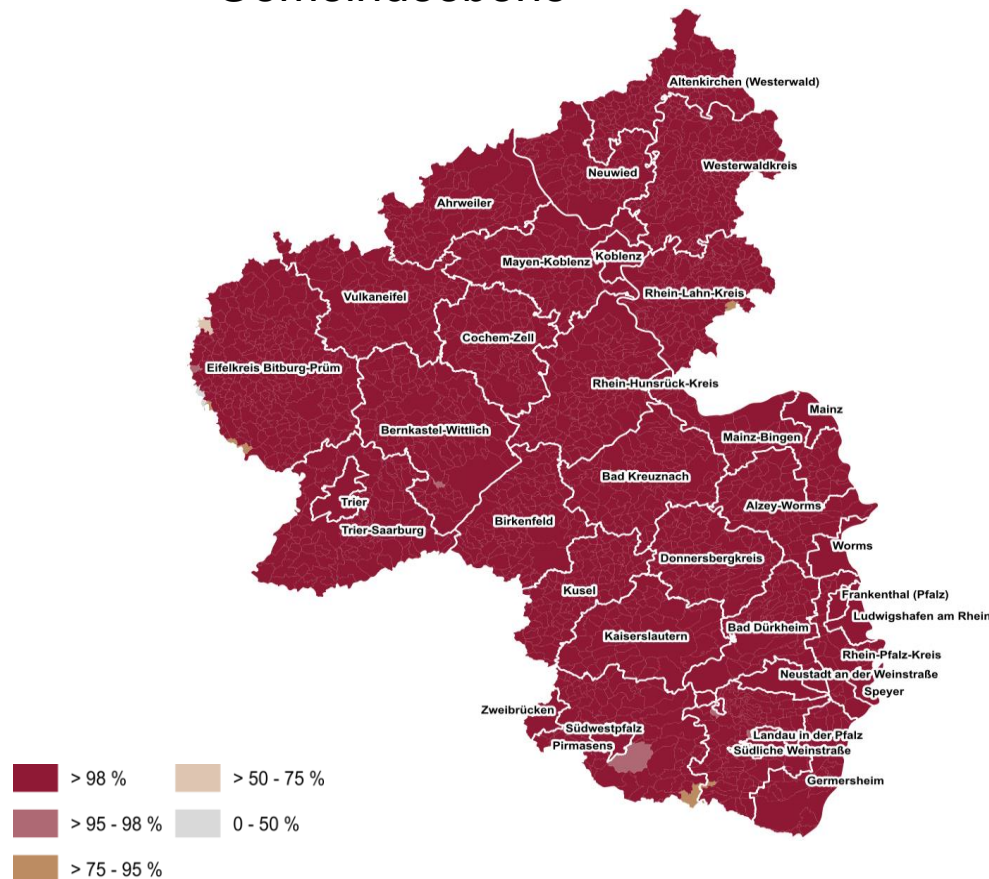 Gemeindeebene
Altenkirchen (Westerwald)
Westerwaldkreis
Neuwied
Ahrweiler
Koblenz
Mayen-Koblenz
Rhein-Lahn-Kreis
Vulkaneifel
Cochem-Zell
Eifelkreis Bitburg-Prüm
Rhein-Hunsrück-Kreis
Mainz
Bernkastel-Wittlich
Mainz-Bingen
Bad Kreuznach
Trier
Alzey-Worms
Birkenfeld
Trier-Saarburg
Worms
Donnersbergkreis
Kusel
Frankenthal (Pfalz)
Ludwigshafen am Rhein
Bad Dürkheim
Kaiserslautern
Rhein-Pfalz-Kreis
Neustadt an der Weinstraße
Speyer
Zweibrücken
Südwestpfalz
Landau in der Pfalz
Pirmasens
Südliche Weinstraße
Germersheim
> 98 %
> 50 - 75 %
> 95 - 98 %
0 - 50 %
> 75 - 95 %